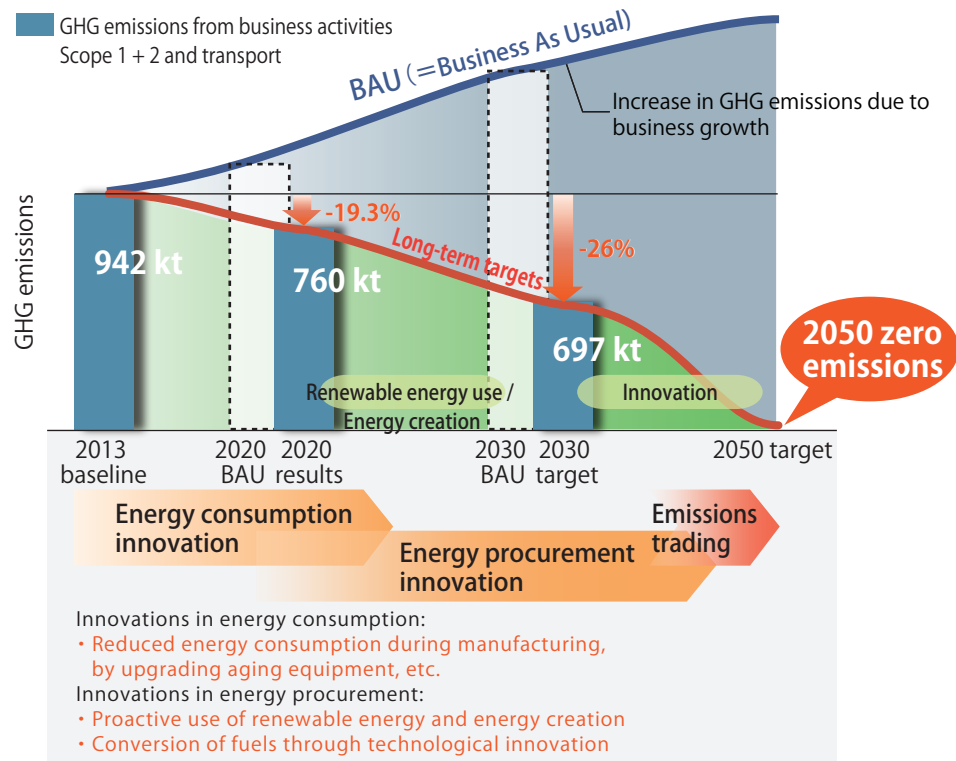 GHG emissions from business activities
Scope 1 + 2 and transport
BAU (=Business As Usual)
Increase in GHG emissions due to
business growth
GHG emissions
-19.3%
-26%
Long-term targets
942 kt
760 kt
697 kt
2050 zero
emissions
Renewable energy use /
Energy creation
Innovation
2013
baseline
2020
BAU
2020
results
2030
BAU
2030
target
2050 target
Energy consumption
innovation
Energy procurement
innovation
Emissions
trading
Innovations in energy consumption:
・Reduced energy consumption during manufacturing,
by upgrading aging equipment, etc.
Innovations in energy procurement:
・Proactive use of renewable energy and energy creation
・Conversion of fuels through technological innovation